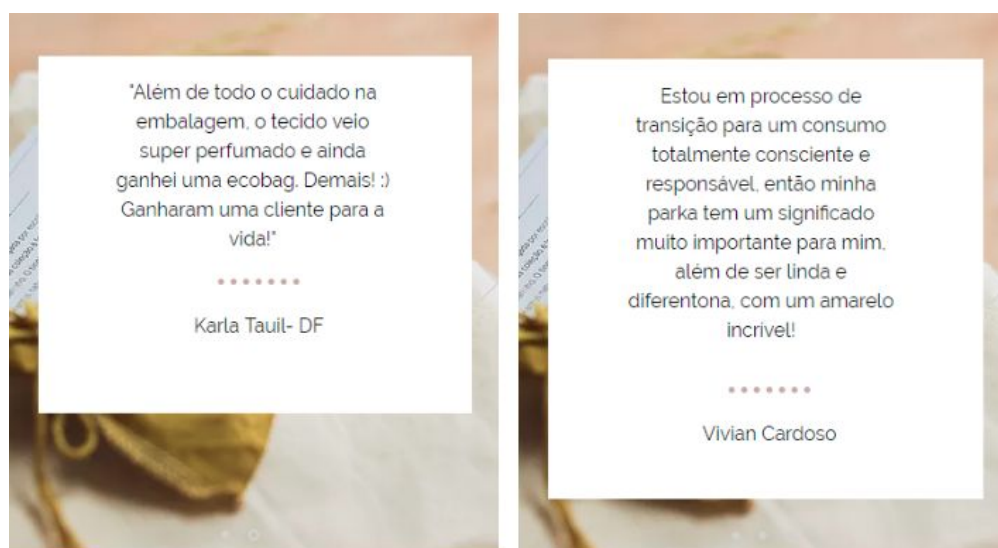 "Além de todo o cuidado na
embalagem, o tecido veio
super perfumado e ainda
ganhei uma ecobag. Demais! :)
Ganharam uma cliente para a
vida!"
Karla Tauil- DF
Estou em processo de
transição para um consumo
totalmente consciente e
responsável, então minha
parka tem um significado
muito importante para mim,
além de ser linda e
diferentona, com um amarelo
incrível!
Vivian Cardoso